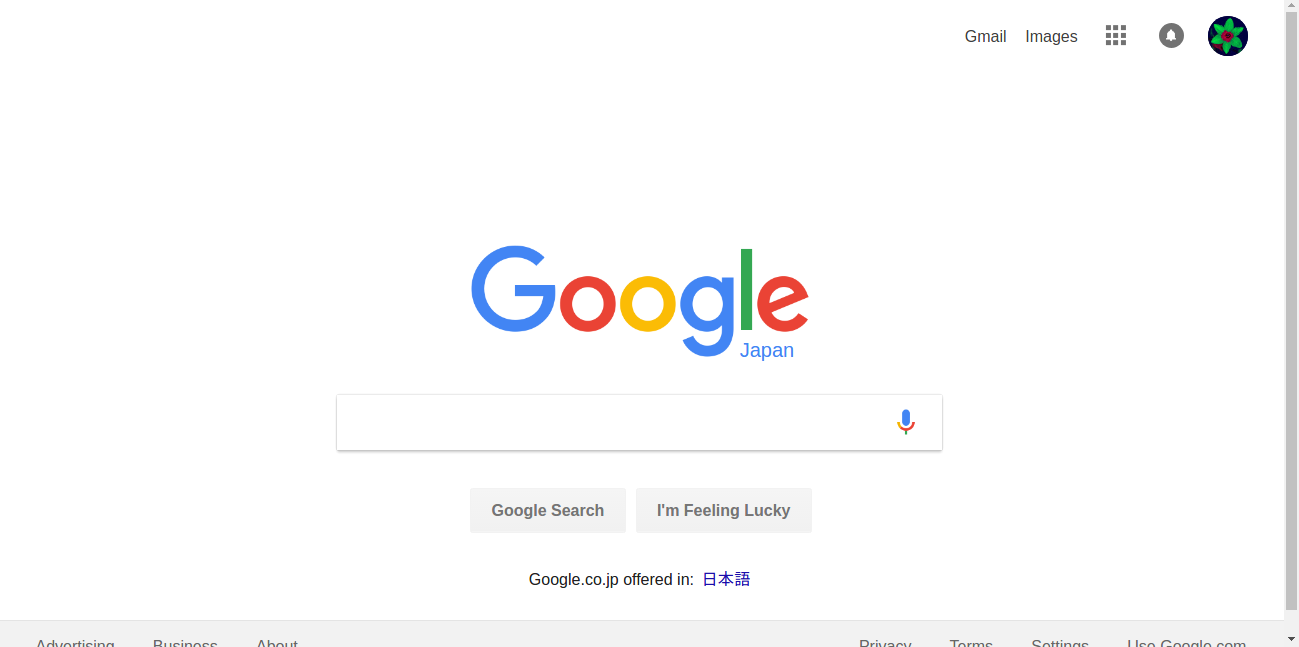 Gmail Images
Google
Japan
Google Search I'm Feeling Lucky
Google.co.jp offered in: 日本語
Advertising Business About Privacy Terms Settings Use Google.com